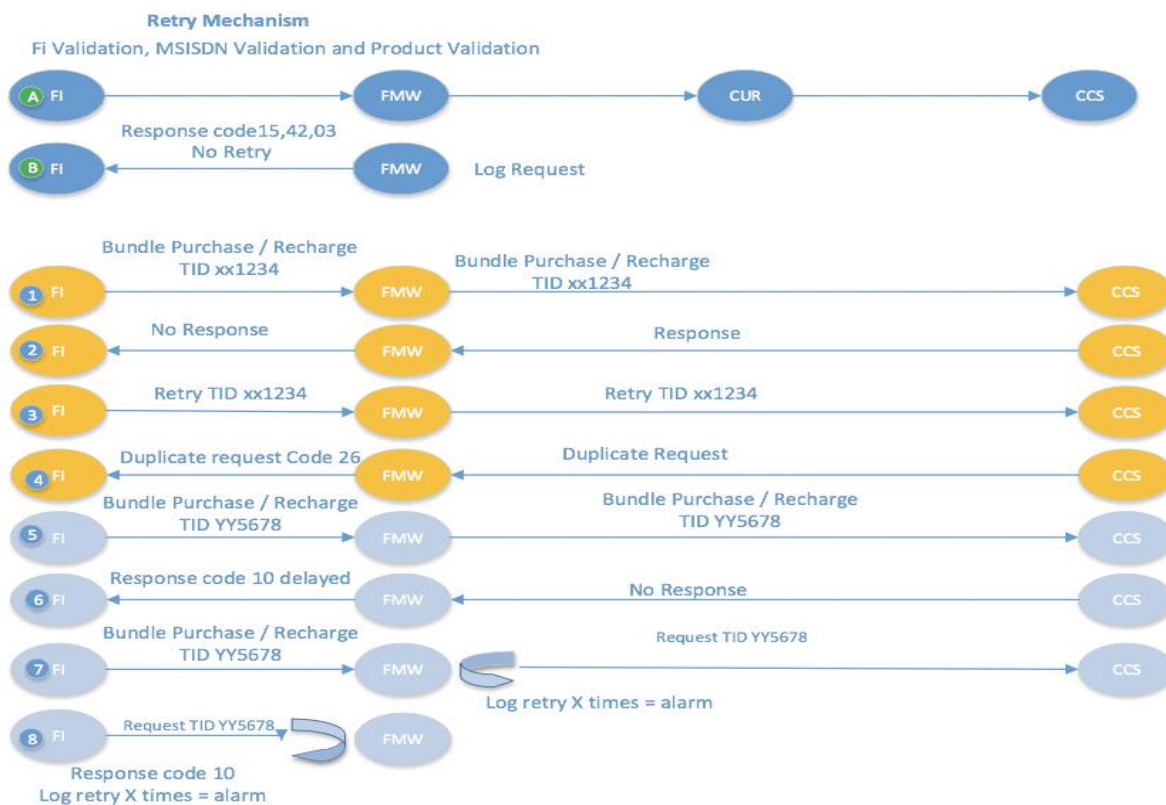 Retry Mechanism
Fi Validation, MSISDN Validation and Product Validation
A FI FMW CUR CCS
Response code15,42,03
No Retry
B FI FMW Log Request
Bundle Purchase / Recharge
TID xx1234
Bundle Purchase / Recharge
TID xx1234
1 FI FMW CCS
No Response
Response
2 FI FMW CCS
Retry TID xx1234
Retry TID xx1234
3 FI FMW CCS
Duplicate request Code 26
Duplicate Request
4 FI FMW CCS
Bundle Purchase / Recharge
TID YY5678
Bundle Purchase / Recharge
TID YY5678
5 FI FMW CCS
Response code 10 delayed
No Response
6 FI FMW CCS
Bundle Purchase / Recharge
TID YY5678
Request TID YY5678
7 FI FMW CCS
Log retry X times = alarm
Request TID YY5678
8 FI FMW
Response code 10
Log retry X times = alarm